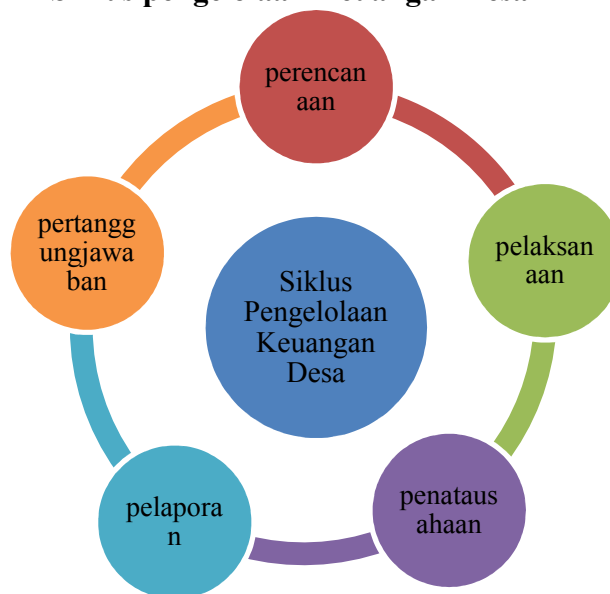 perencan
aan
pelaksan
aan
penataus
ahaan
pelapora
n
pertangg
ungjawa
ban
Siklus
Pengelolaan
Keuangan
Desa